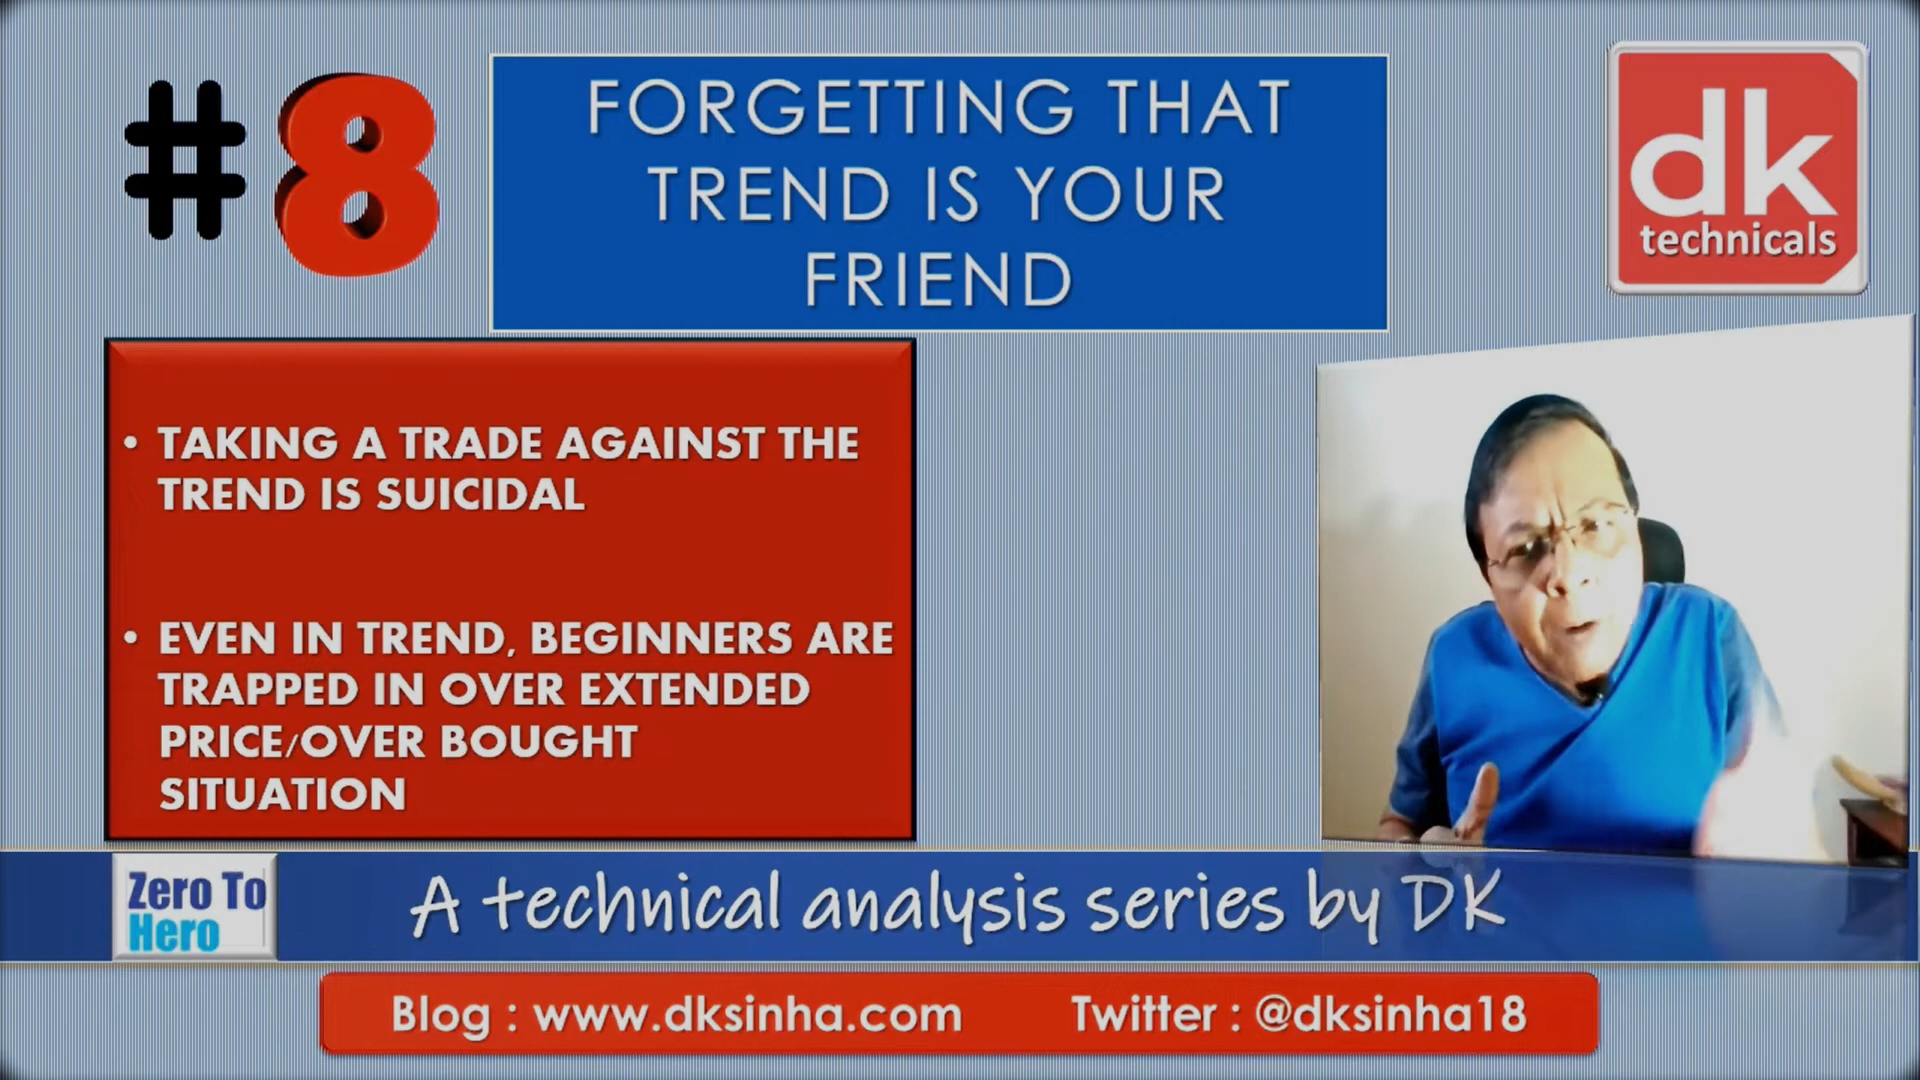 #8
FORGETTING THAT
TREND IS YOUR
FRIEND
dk
technicals
• TAKING A TRADE AGAINST THE
TREND IS SUICIDAL
• EVEN IN TREND, BEGINNERS ARE
TRAPPED IN OVER EXTENDED
PRICE/OVER BOUGHT
SITUATION
Zero To
Hero
A technical analysis series by DK
Blog : www.dksinha.com Twitter : @dksinha18